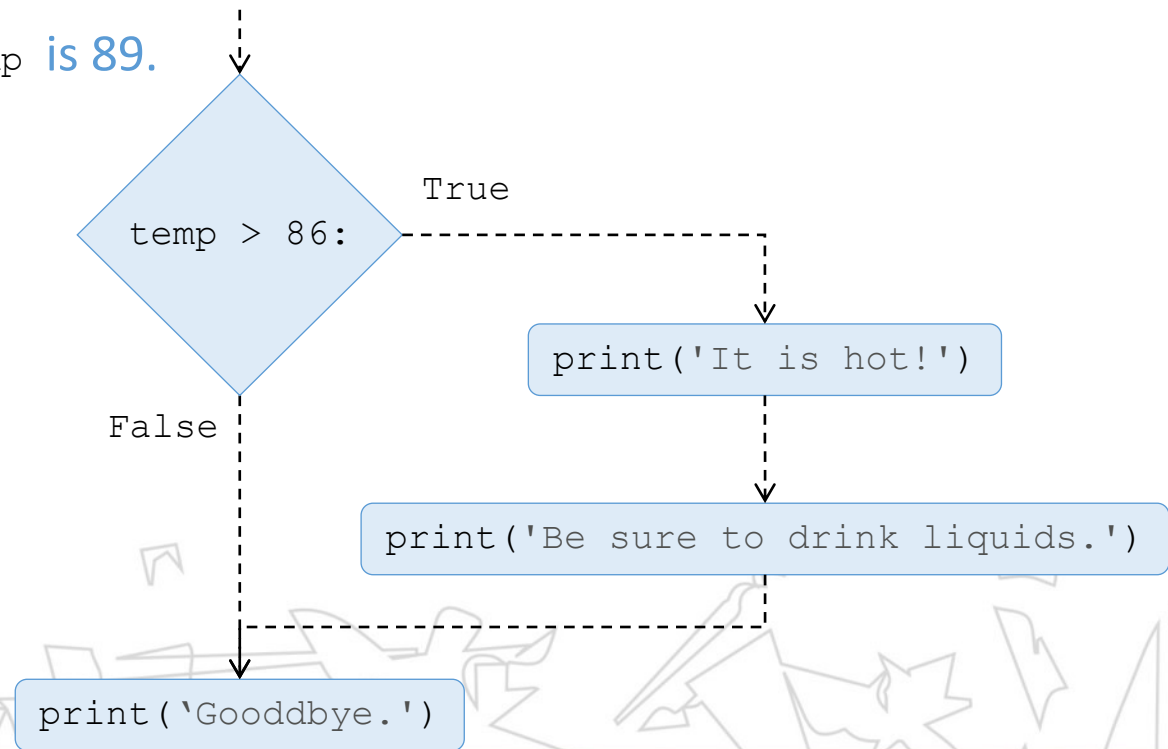 p is 89.
True
temp > 86:
print('It is hot!')
False
print('Be sure to drink liquids.')
print(‘Gooddbye.')